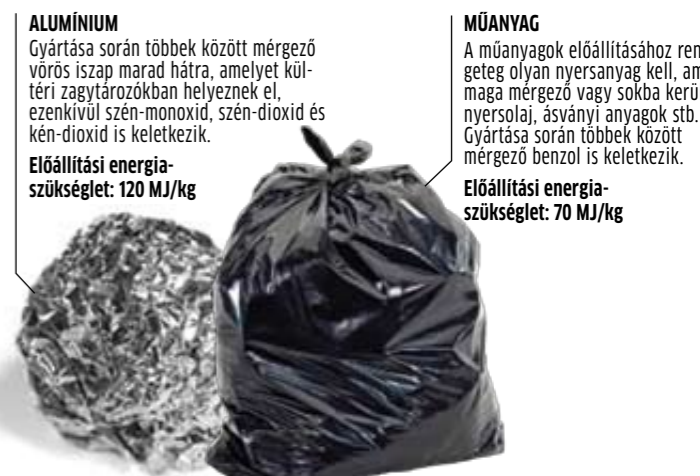 ALUMÍNIUM
Gyártása során többek között mérgező
vörös iszap marad hátra, amelyet kül-
téri zagytározókban helyeznek el,
ezenkívül szén-monoxid, szén-dioxid és
kén-dioxid is keletkezik.
Előállítási energia-
szükséglet: 120 MJ/kg
MŰANYAG
A műanyagok előállításához ren
geteg olyan nyersanyag kell, am
maga mérgező vagy sokba kerü
nyersolaj, ásványi anyagok stb.
Gyártása során többek között
mérgező benzol is keletkezik.
Előállítási energia-
szükséglet: 70 MJ/kg